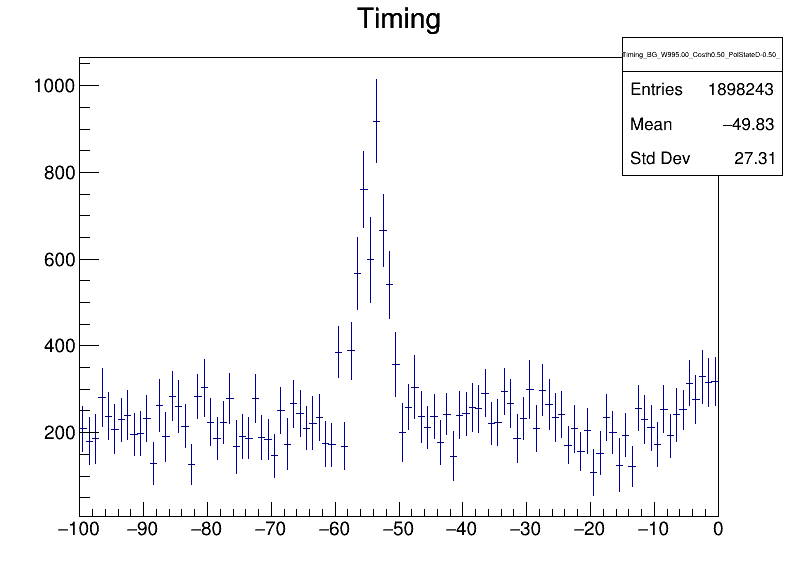 Timing
Timing_BG_W995.00_Costh0.50_PolStateD-0.50_
Entries 1898243
Mean −49.83
Std Dev 27.31
1000
800
600
400
200
−100 −90 −80 −70 −60 −50 −40 −30 −20 −10 0